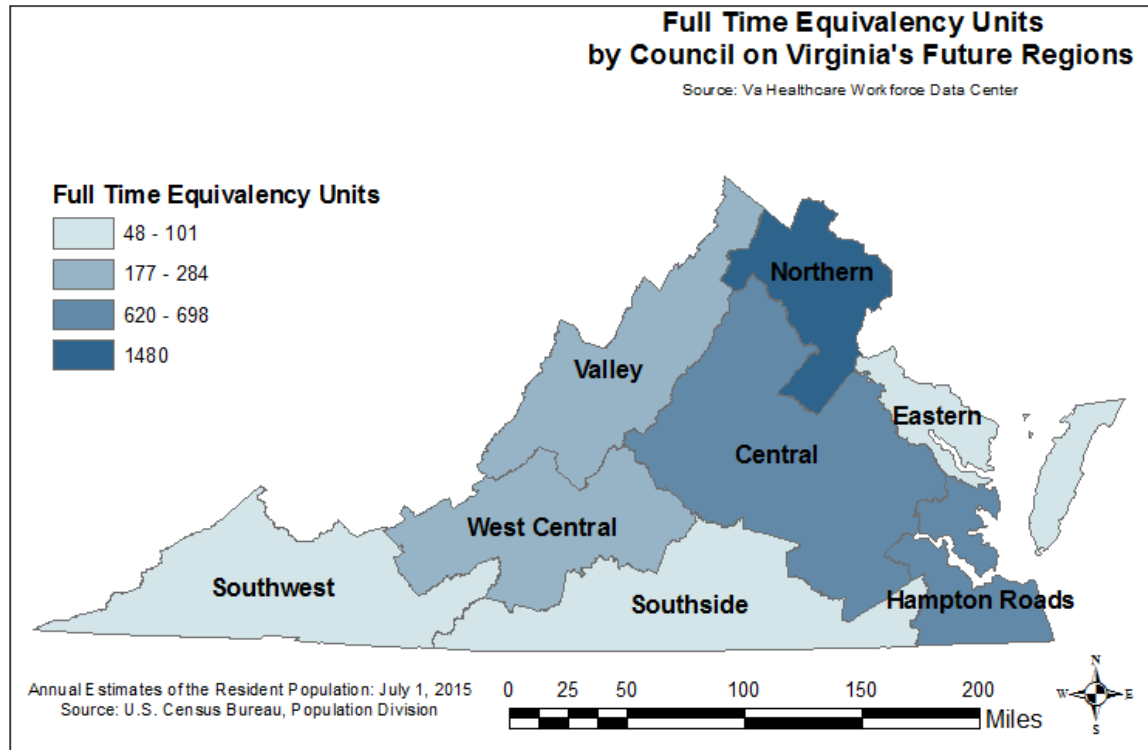 Full Time Equivalency Units
by Council on Virginia's Future Regions
Source: Va Healthcare Workforce Data Center
Full Time Equivalency Units
48 - 101
177 - 284
620 - 698
1480
Northern
Valley
Eastern
Central
West Central
Southwest
Southside
Hampton Roads
Annual Estimates of the Resident Population: July 1, 2015
Source: U.S. Census Bureau, Population Division
0 25 50 100 150 200
Miles
N
W E
S